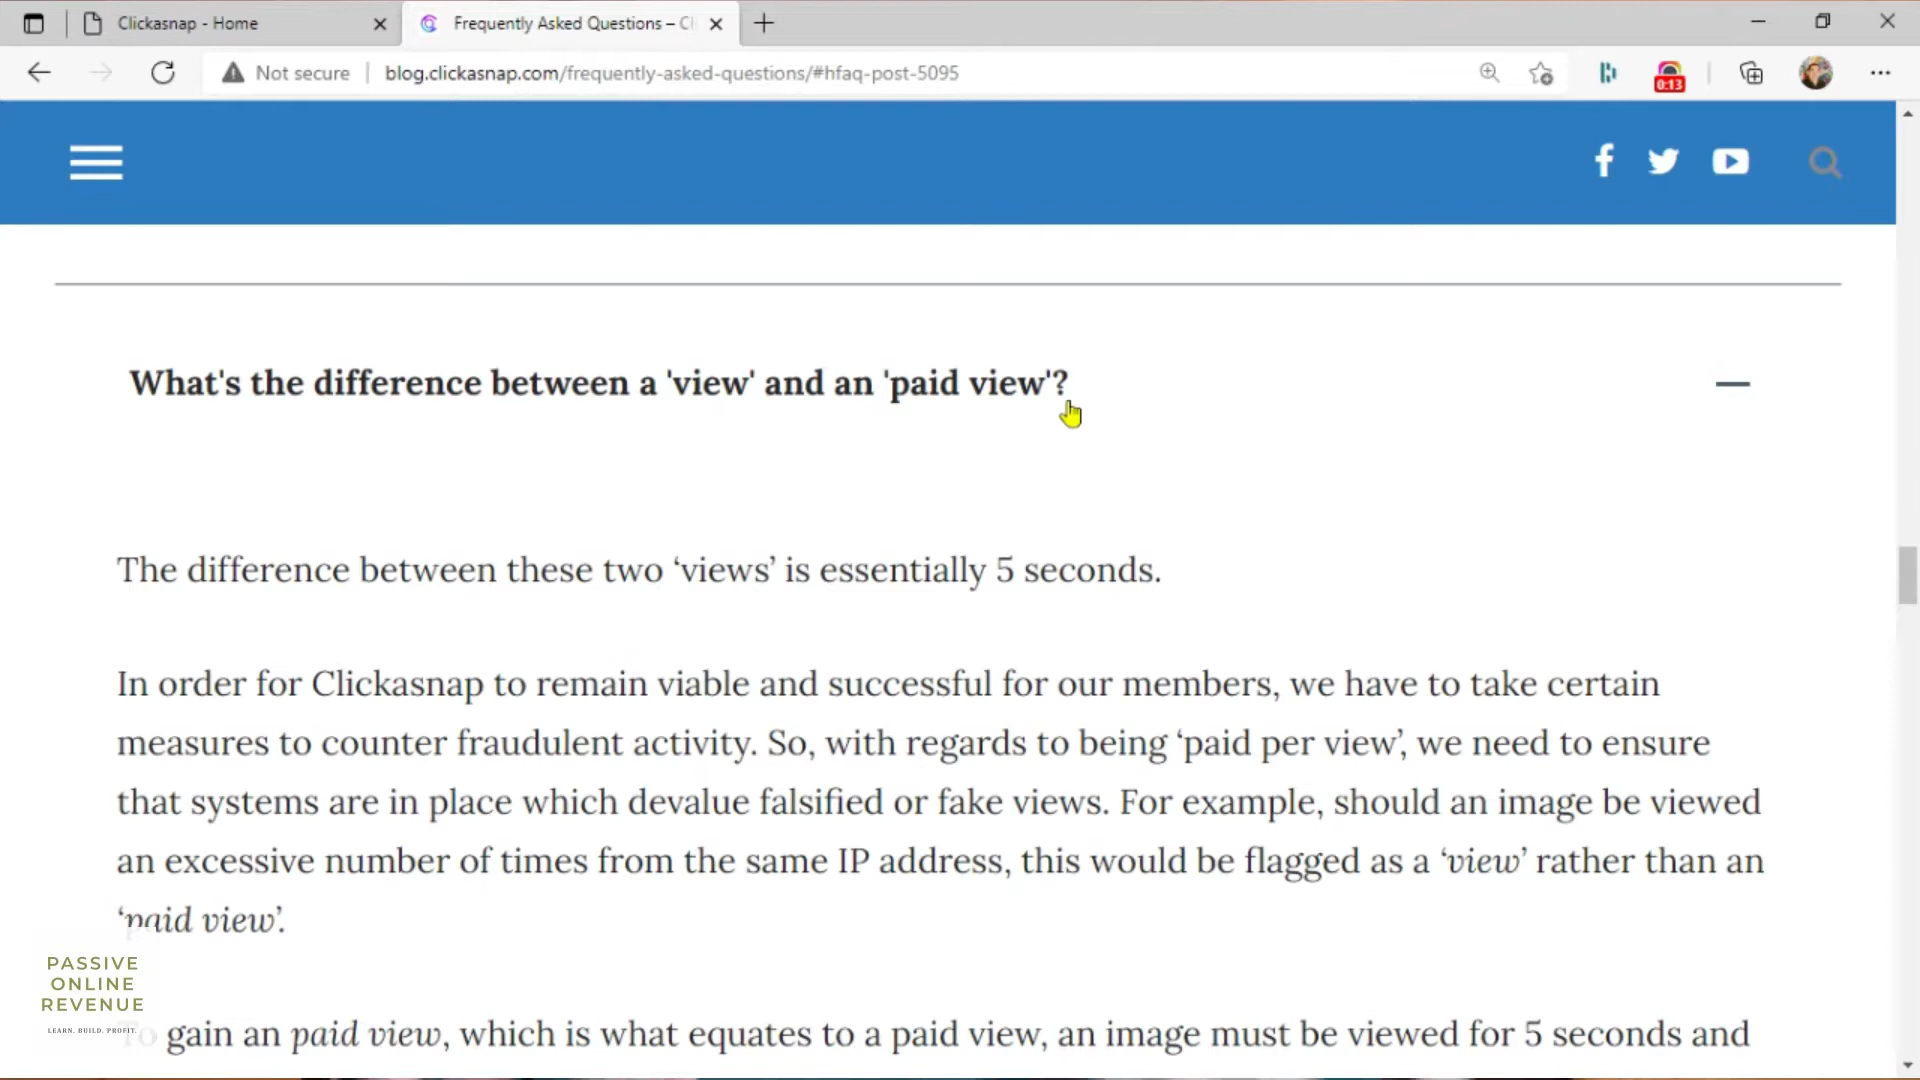 Clickasnap - Home
Frequently Asked Questions – Cl
Not secure
blog.clickasnap.com/frequently-asked-questions/#hfaq-post-5095
0:13
What's the difference between a 'view' and an 'paid view'?
The difference between these two ‘views’ is essentially 5 seconds.
In order for Clickasnap to remain viable and successful for our members, we have to take certain
measures to counter fraudulent activity. So, with regards to being ‘paid per view’, we need to ensure
that systems are in place which devalue falsified or fake views. For example, should an image be viewed
an excessive number of times from the same IP address, this would be flagged as a ‘view’ rather than an
‘paid view’.
To gain an paid view, which is what equates to a paid view, an image must be viewed for 5 seconds and
PASSIVE
ONLINE
REVENUE
LEARN. BUILD. PROFIT.